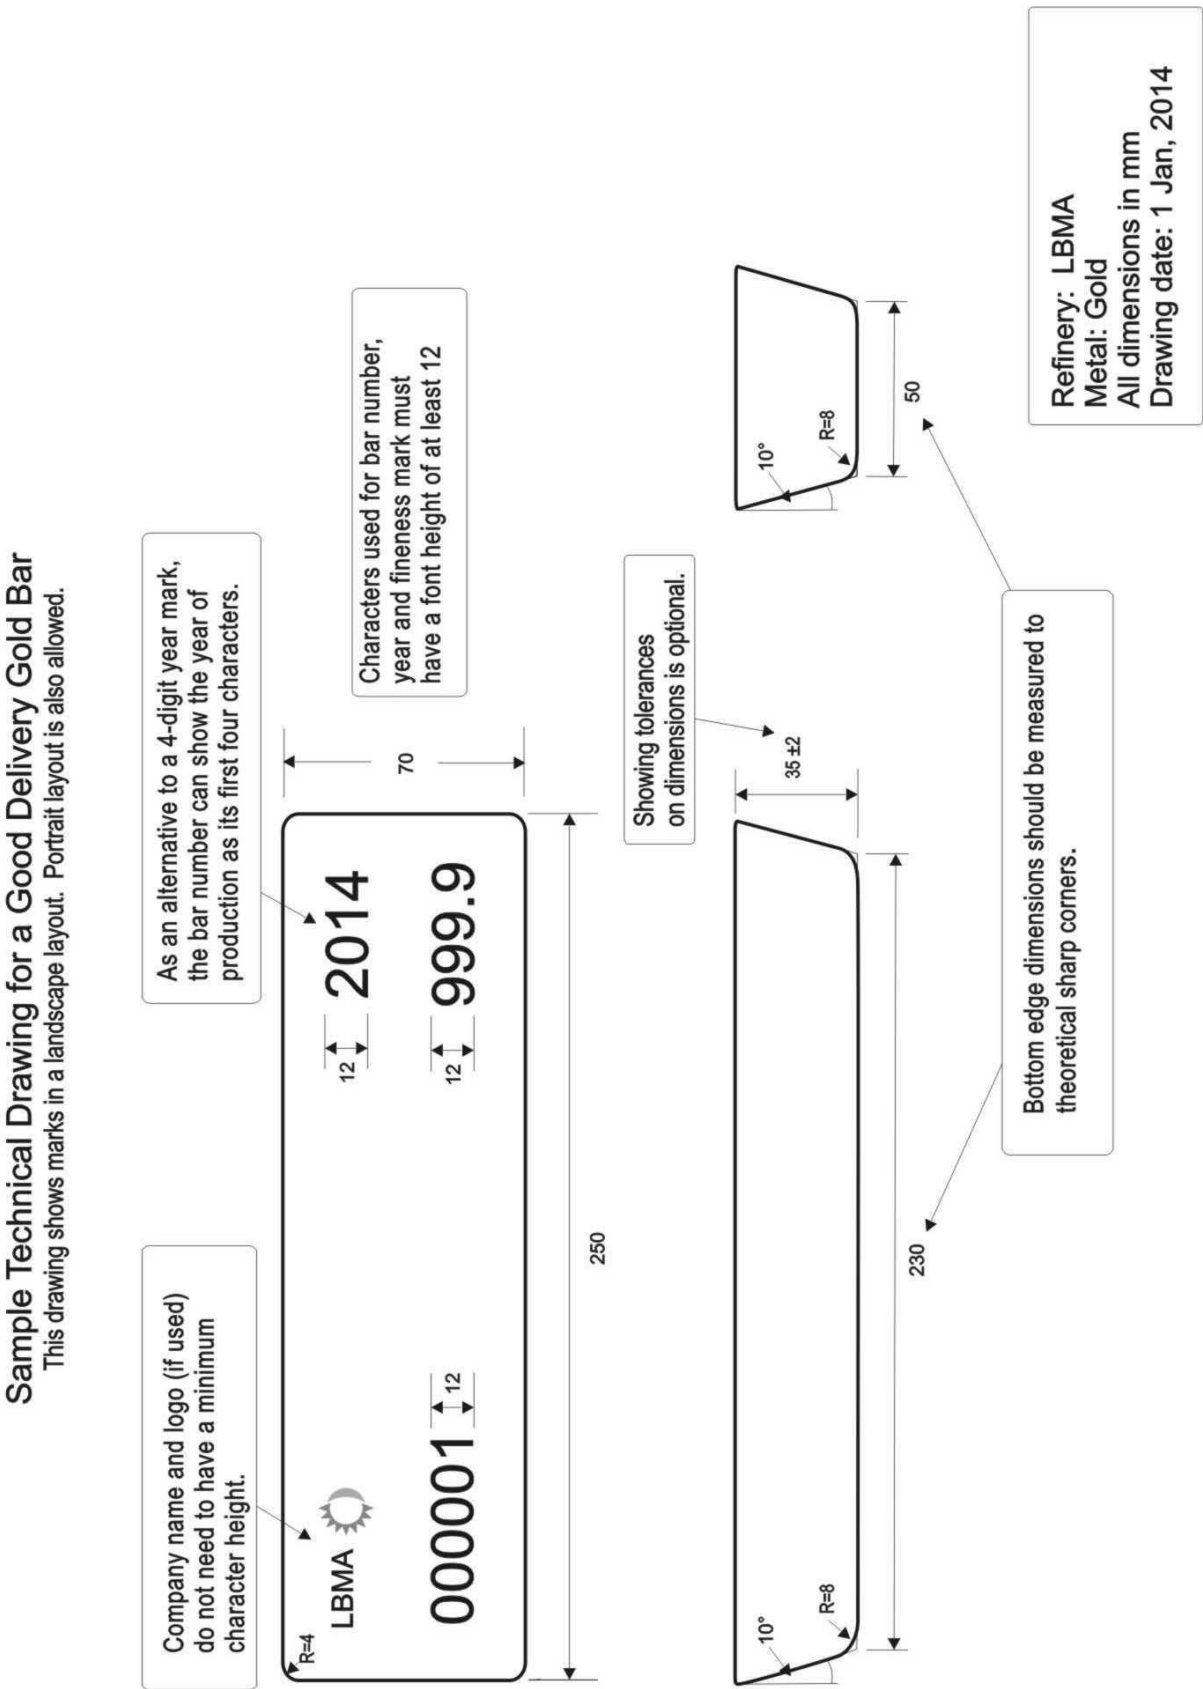 Sample Technical Drawing for a Good Delivery Gold Bar
This drawing shows marks in a landscape layout.  Portrait layout is also allowed.
Company name and logo (if used)
do not need to have a minimum
character height.
As an alternative to a 4-digit year mark,
the bar number can show the year of
production as its first four characters.
R=4
LBMA
000001
12
12
2014
12
999.9
70
250
Characters used for bar number,
year and fineness mark must
have a font height of at least 12
Showing tolerances
on dimensions is optional.
35 ±2
10°
R=8
230
10°
R=8
50
Bottom edge dimensions should be measured to
theoretical sharp corners.
Refinery:  LBMA
Metal: Gold
All dimensions in mm
Drawing date: 1 Jan, 2014